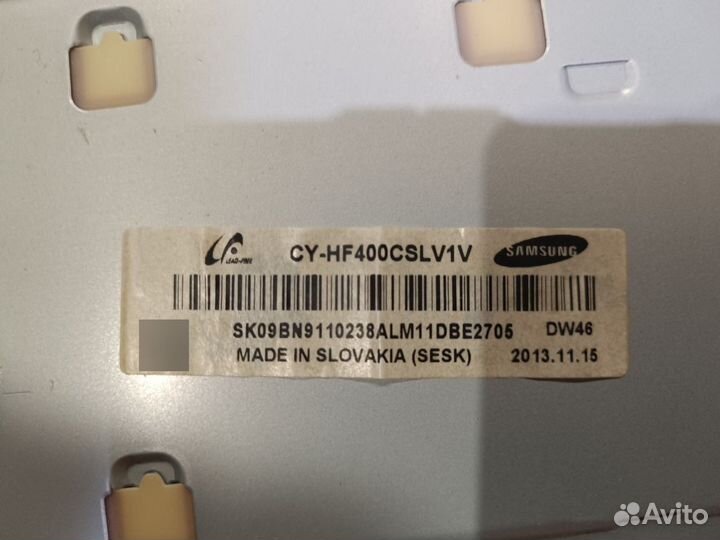 LEAD-FREE CY-HF400CSLV1V SAMSUNG
SK09BN9110238ALM11DBE2705 DW46
MADE IN SLOVAKIA (SESK) 2013.11.15
Avito